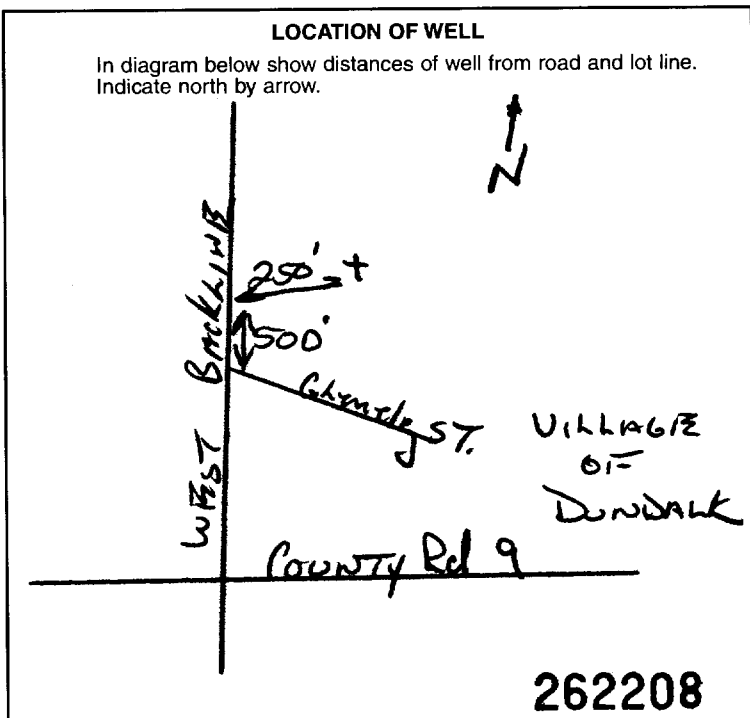 LOCATION OF WELL
In diagram below show distances of well from road and lot line.
Indicate north by arrow.
N
250' +
500'
WEST BACKLINE
ST.
VILLAGE
OF
DUNDALK
COUNTY Rd 9
262208